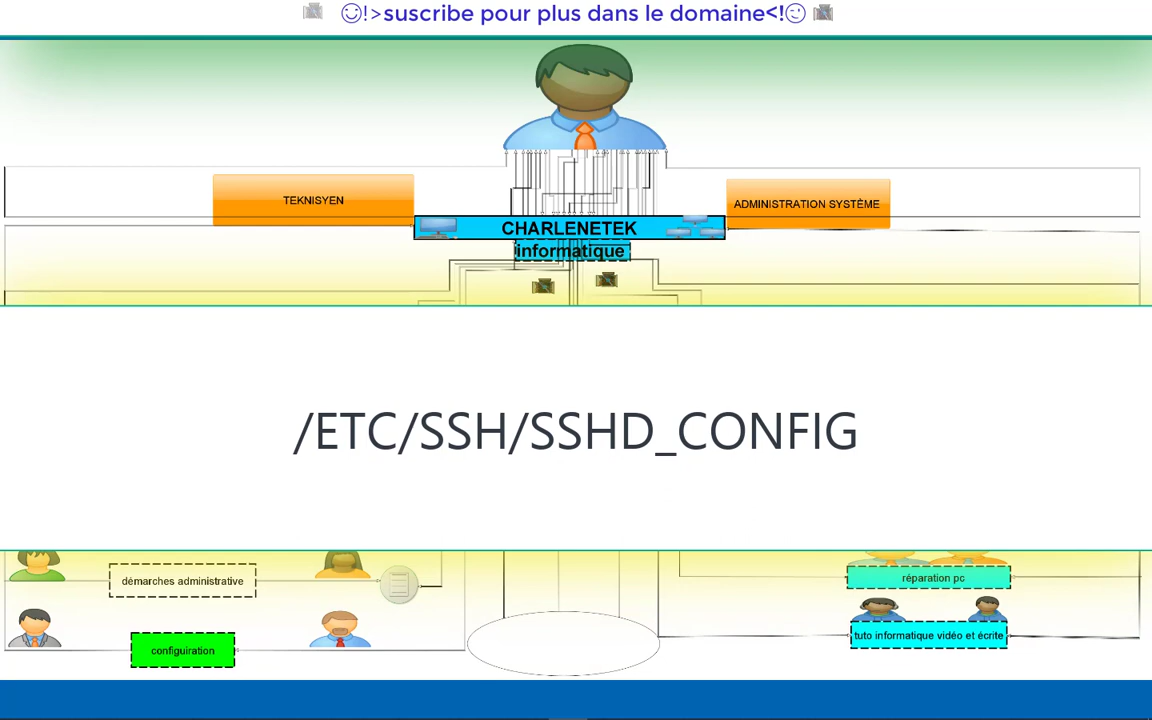 ☺!>suscribe pour plus dans le domaine<!😉
TEKNISYEN
ADMINISTRATION SYSTÈME
CHARLENETEK
informatique
/ETC/SSH/SSHD_CONFIG
démarches administrative
réparation pc
tuto informatique vidéo et écrite
configuiration